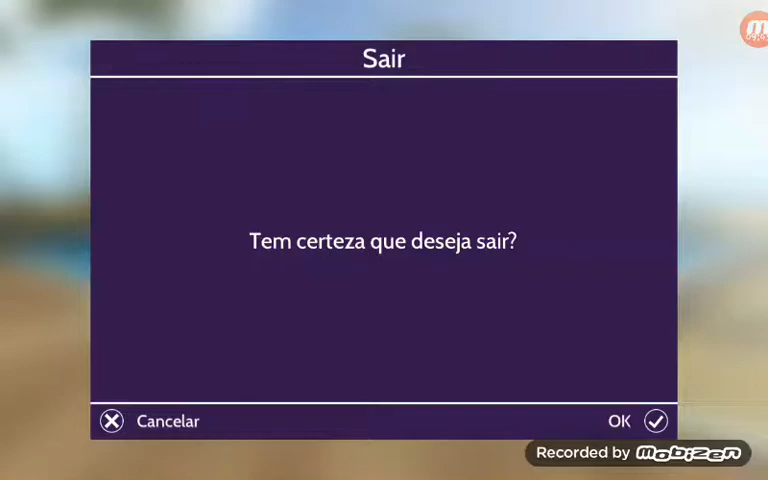 Sair
Tem certeza que deseja sair?
Cancelar
OK
Recorded by mobizen